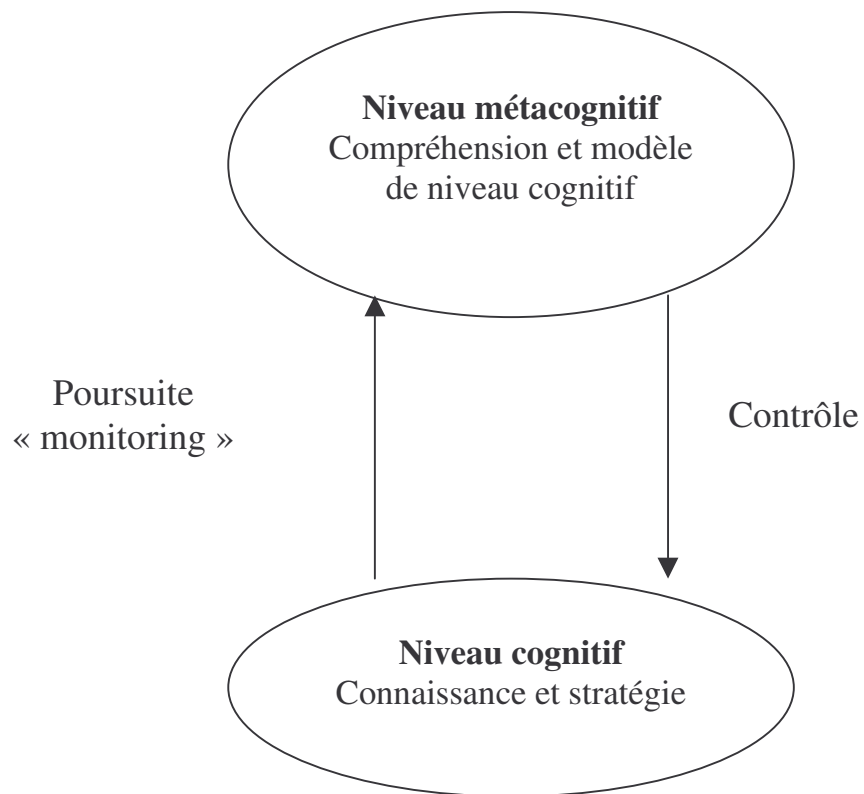 Niveau métacognitif
Compréhension et modèle
de niveau cognitif
Poursuite
« monitoring »
Contrôle
Niveau cognitif
Connaissance et stratégie